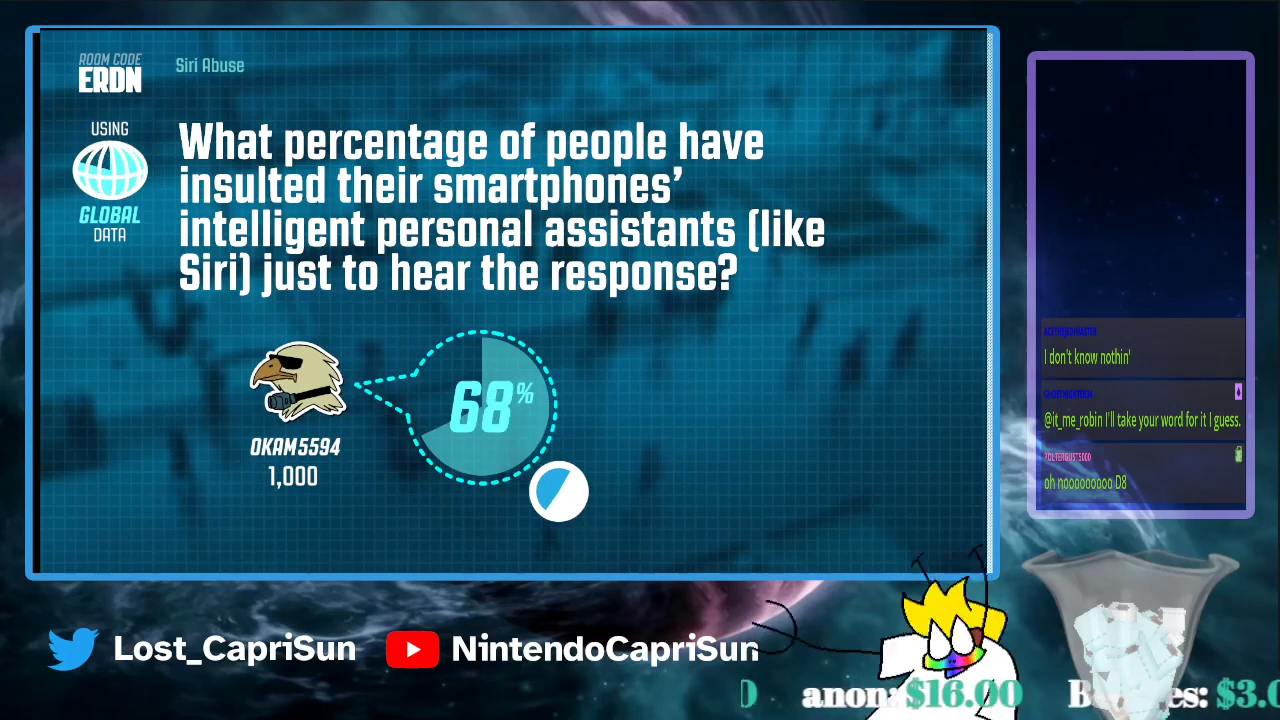 ROOM CODE
ERDN
Siri Abuse
USING
GLOBAL
DATA
What percentage of people have
insulted their smartphones’
intelligent personal assistants (like
Siri) just to hear the response?
68%
OKAM5594
1,000
I don't know nothin'
@it_me_robin I'll take your word for it I guess.
POLTERGUST5000
oh nooooooooo D8
Lost_CapriSun
NintendoCapriSun
anon: $16.00